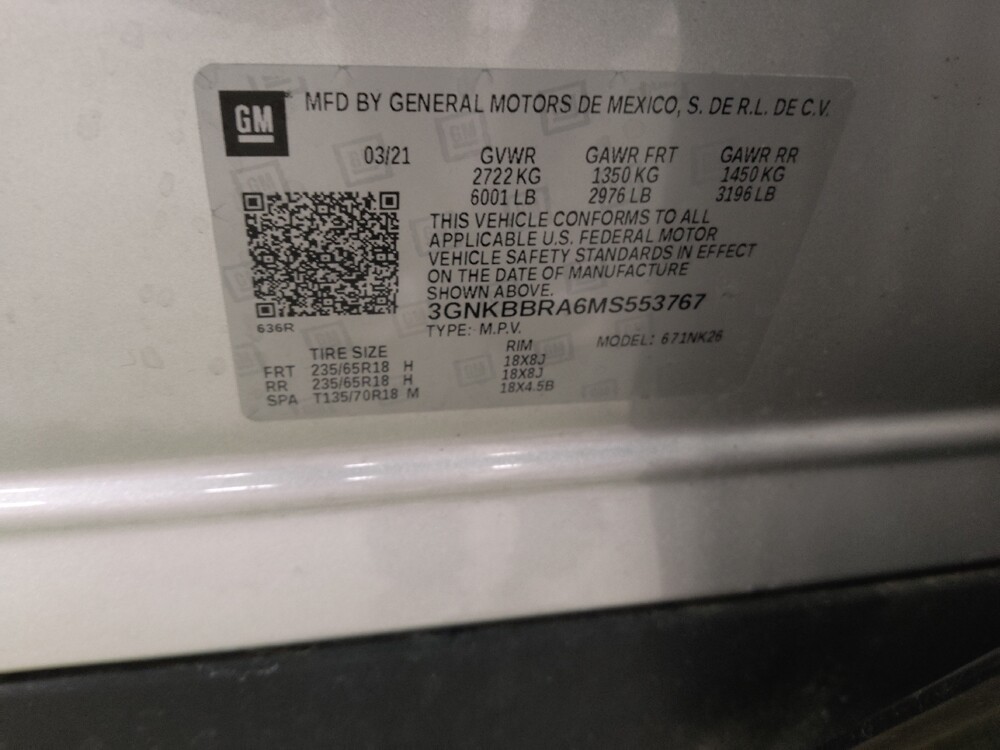 GM MFD BY GENERAL MOTORS DE MEXICO, S. DE R.L. DE C.V.
03/21 GVWR GAWR FRT GAWR RR
2722 KG 1350 KG 1450 KG
6001 LB 2976 LB 3196 LB
THIS VEHICLE CONFORMS TO ALL
APPLICABLE U.S. FEDERAL MOTOR
VEHICLE SAFETY STANDARDS IN EFFECT
ON THE DATE OF MANUFACTURE
SHOWN ABOVE.
3GNKBBRA6MS553767
636R TYPE: M.P.V. MODEL: 671NK26
TIRE SIZE RIM
FRT 235/65R18 H 18X8J
RR 235/65R18 H 18X8J
SPA T135/70R18 M 18X4.5B